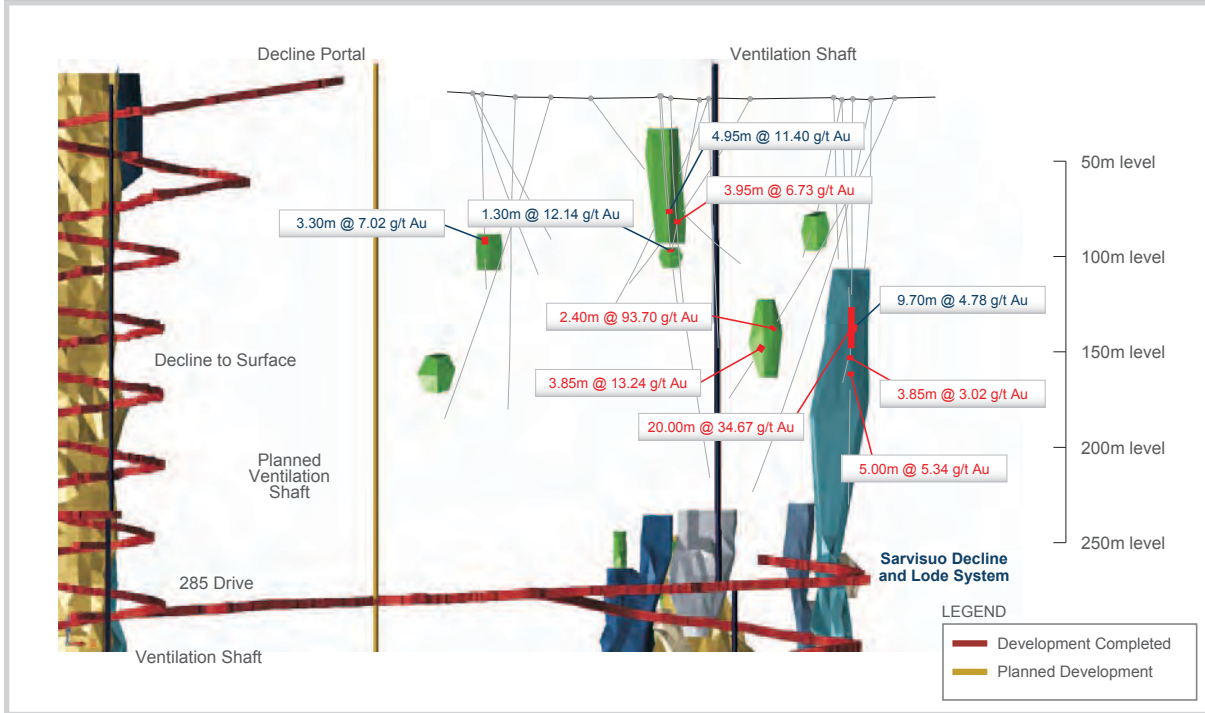 Decline Portal
Ventilation Shaft
4.95m @ 11.40 g/t Au
50m level
3.95m @ 6.73 g/t Au
1.30m @ 12.14 g/t Au
3.30m @ 7.02 g/t Au
100m level
9.70m @ 4.78 g/t Au
2.40m @ 93.70 g/t Au
150m level
Decline to Surface
3.85m @ 13.24 g/t Au
3.85m @ 3.02 g/t Au
20.00m @ 34.67 g/t Au
200m level
Planned
Ventilation
Shaft
5.00m @ 5.34 g/t Au
250m level
Sarvisuo Decline
and Lode System
285 Drive
LEGEND
Development Completed
Planned Development
Ventilation Shaft